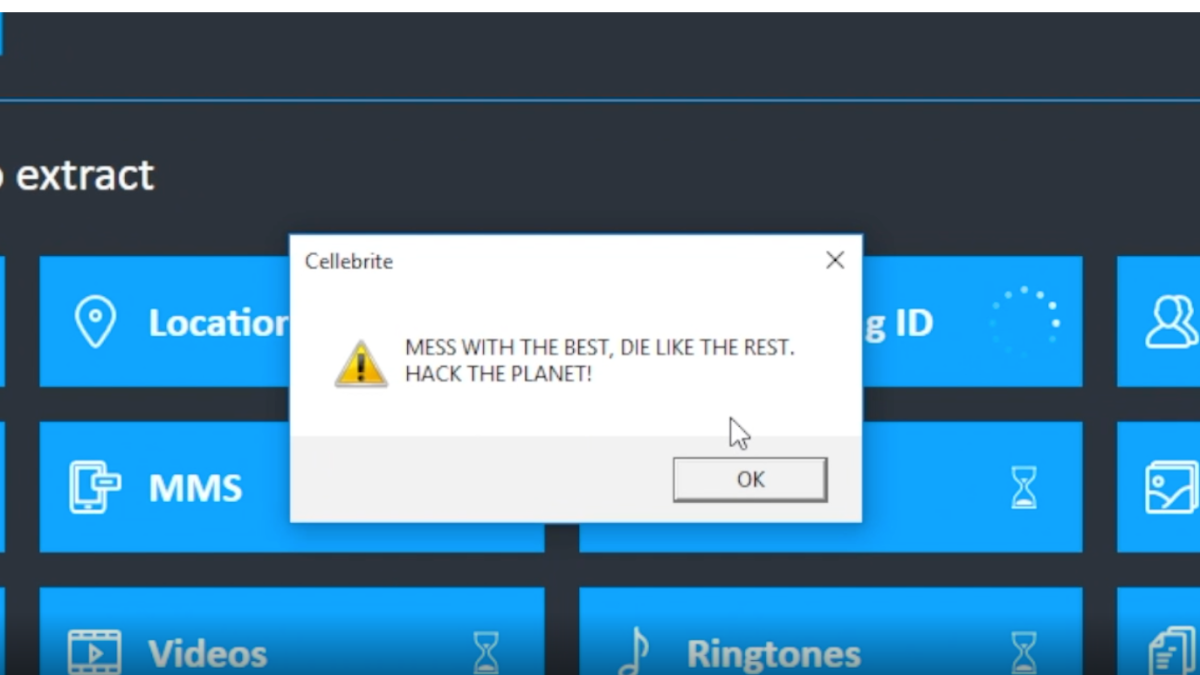 extract
Cellebrite
MESS WITH THE BEST, DIE LIKE THE REST.
HACK THE PLANET!
OK
Location
g ID
MMS
Videos
Ringtones